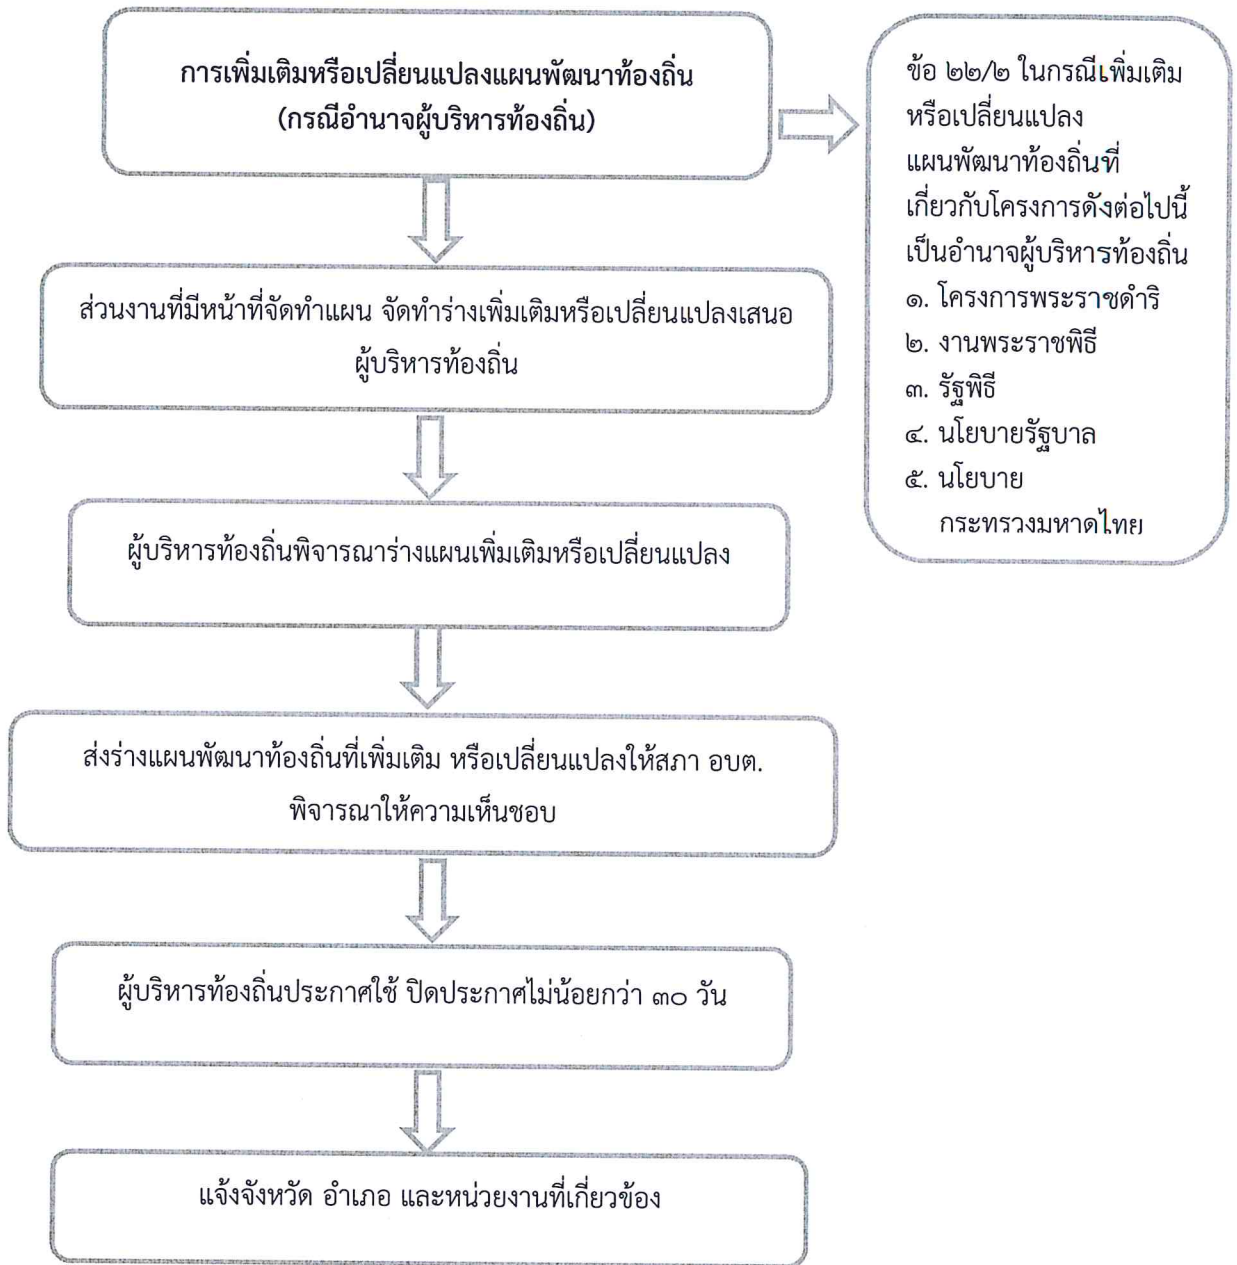 การเพิ่มเติมหรือเปลี่ยนแปลงแผนพัฒนาท้องถิ่น
(กรณีอำนาจผู้บริหารท้องถิ่น)
ข้อ ๒๒/๒ ในกรณีเพิ่มเติม
หรือเปลี่ยนแปลง
แผนพัฒนาท้องถิ่นที่
เกี่ยวกับโครงการดังต่อไปนี้
เป็นอำนาจผู้บริหารท้องถิ่น
๑. โครงการพระราชดำริ
๒. งานพระราชพิธี
๓. รัฐพิธี
๔. นโยบายรัฐบาล
๕. นโยบาย
กระทรวงมหาดไทย
ส่วนงานที่มีหน้าที่จัดทำแผน จัดทำร่างเพิ่มเติมหรือเปลี่ยนแปลงเสนอ
ผู้บริหารท้องถิ่น
ผู้บริหารท้องถิ่นพิจารณาร่างแผนเพิ่มเติมหรือเปลี่ยนแปลง
ส่งร่างแผนพัฒนาท้องถิ่นที่เพิ่มเติม หรือเปลี่ยนแปลงให้สภา อบต.
พิจารณาให้ความเห็นชอบ
ผู้บริหารท้องถิ่นประกาศใช้ ปิดประกาศไม่น้อยกว่า ๓๐ วัน
แจ้งจังหวัด อำเภอ และหน่วยงานที่เกี่ยวข้อง